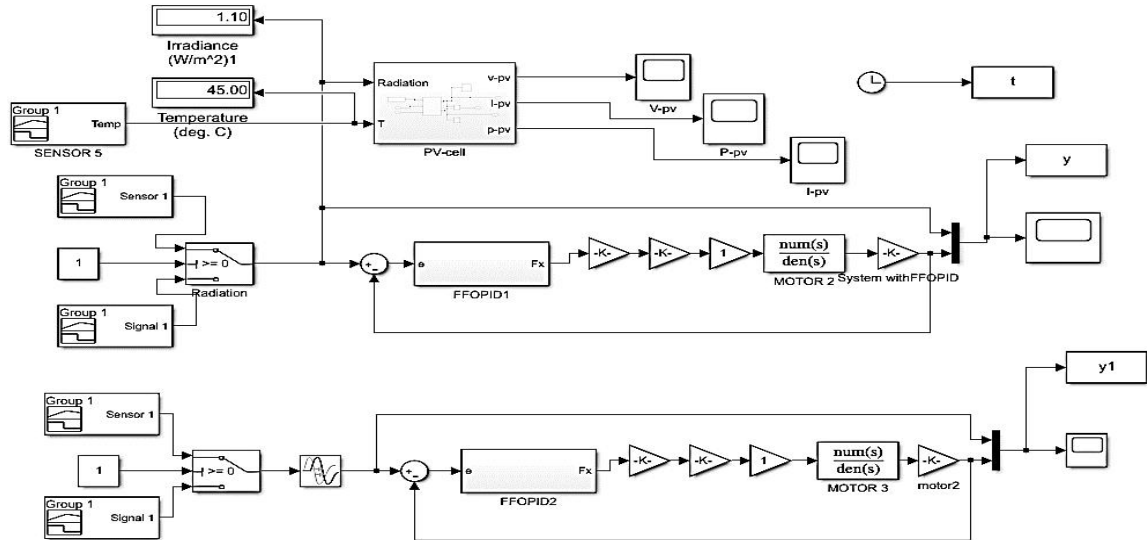 1.10
Irradiance
(W/m^2)1
45.00
Temperature
(deg. C)
Group 1
Temp
SENSOR 5
Radiation
T
v-pv
I-pv
p-pv
PV-cell
V-pv
P-pv
I-pv
t
y
Group 1
Sensor 1
1
>= 0
Radiation
Group 1
Signal 1
+
-
e
Fx
FFOPID1
-K-
-K-
1
num(s)
den(s)
MOTOR 2
-K-
System withFFOPID
y1
Group 1
Sensor 1
1
>= 0
Group 1
Signal 1
+
-
e
Fx
FFOPID2
-K-
-K-
1
num(s)
den(s)
MOTOR 3
-K-
motor2